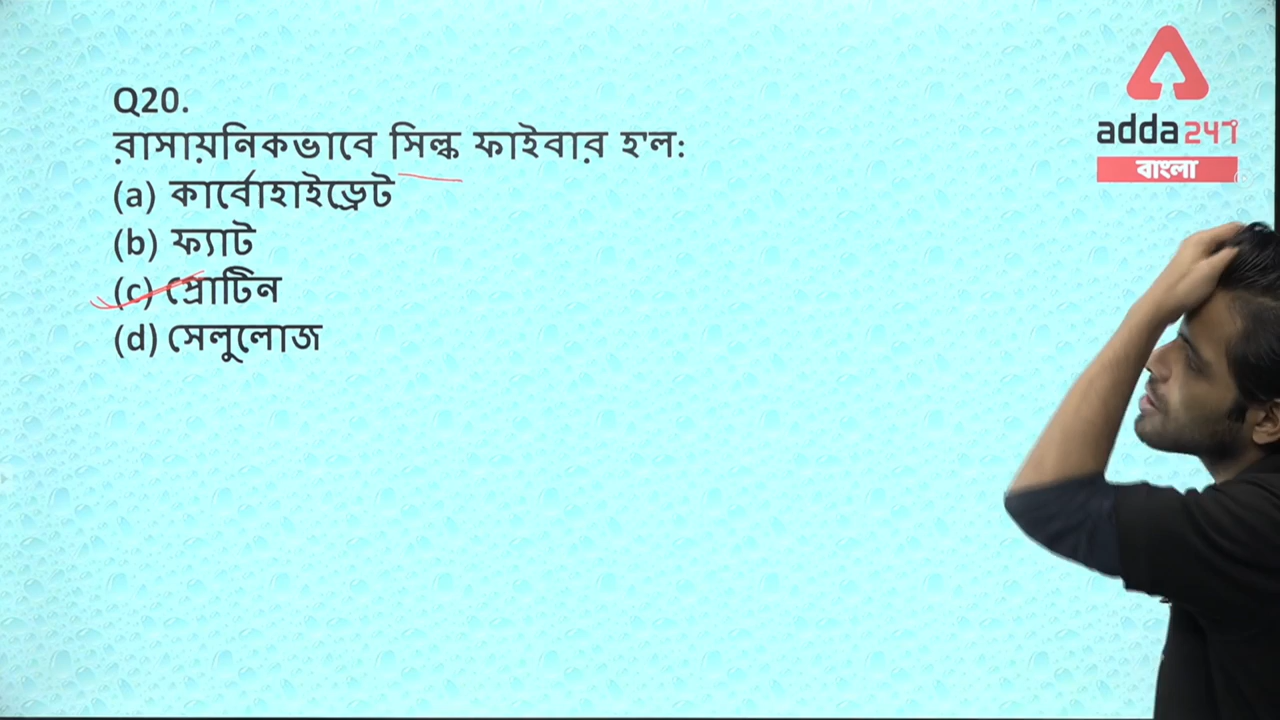 Q20.
রাসায়নিকভাবে সিল্ক ফাইবার হ'ল:
(a) কার্বোহাইড্রেট
(b) ফ্যাট
(c) প্রোটিন
(d) সেলুলোজ
adda247
বাংলা